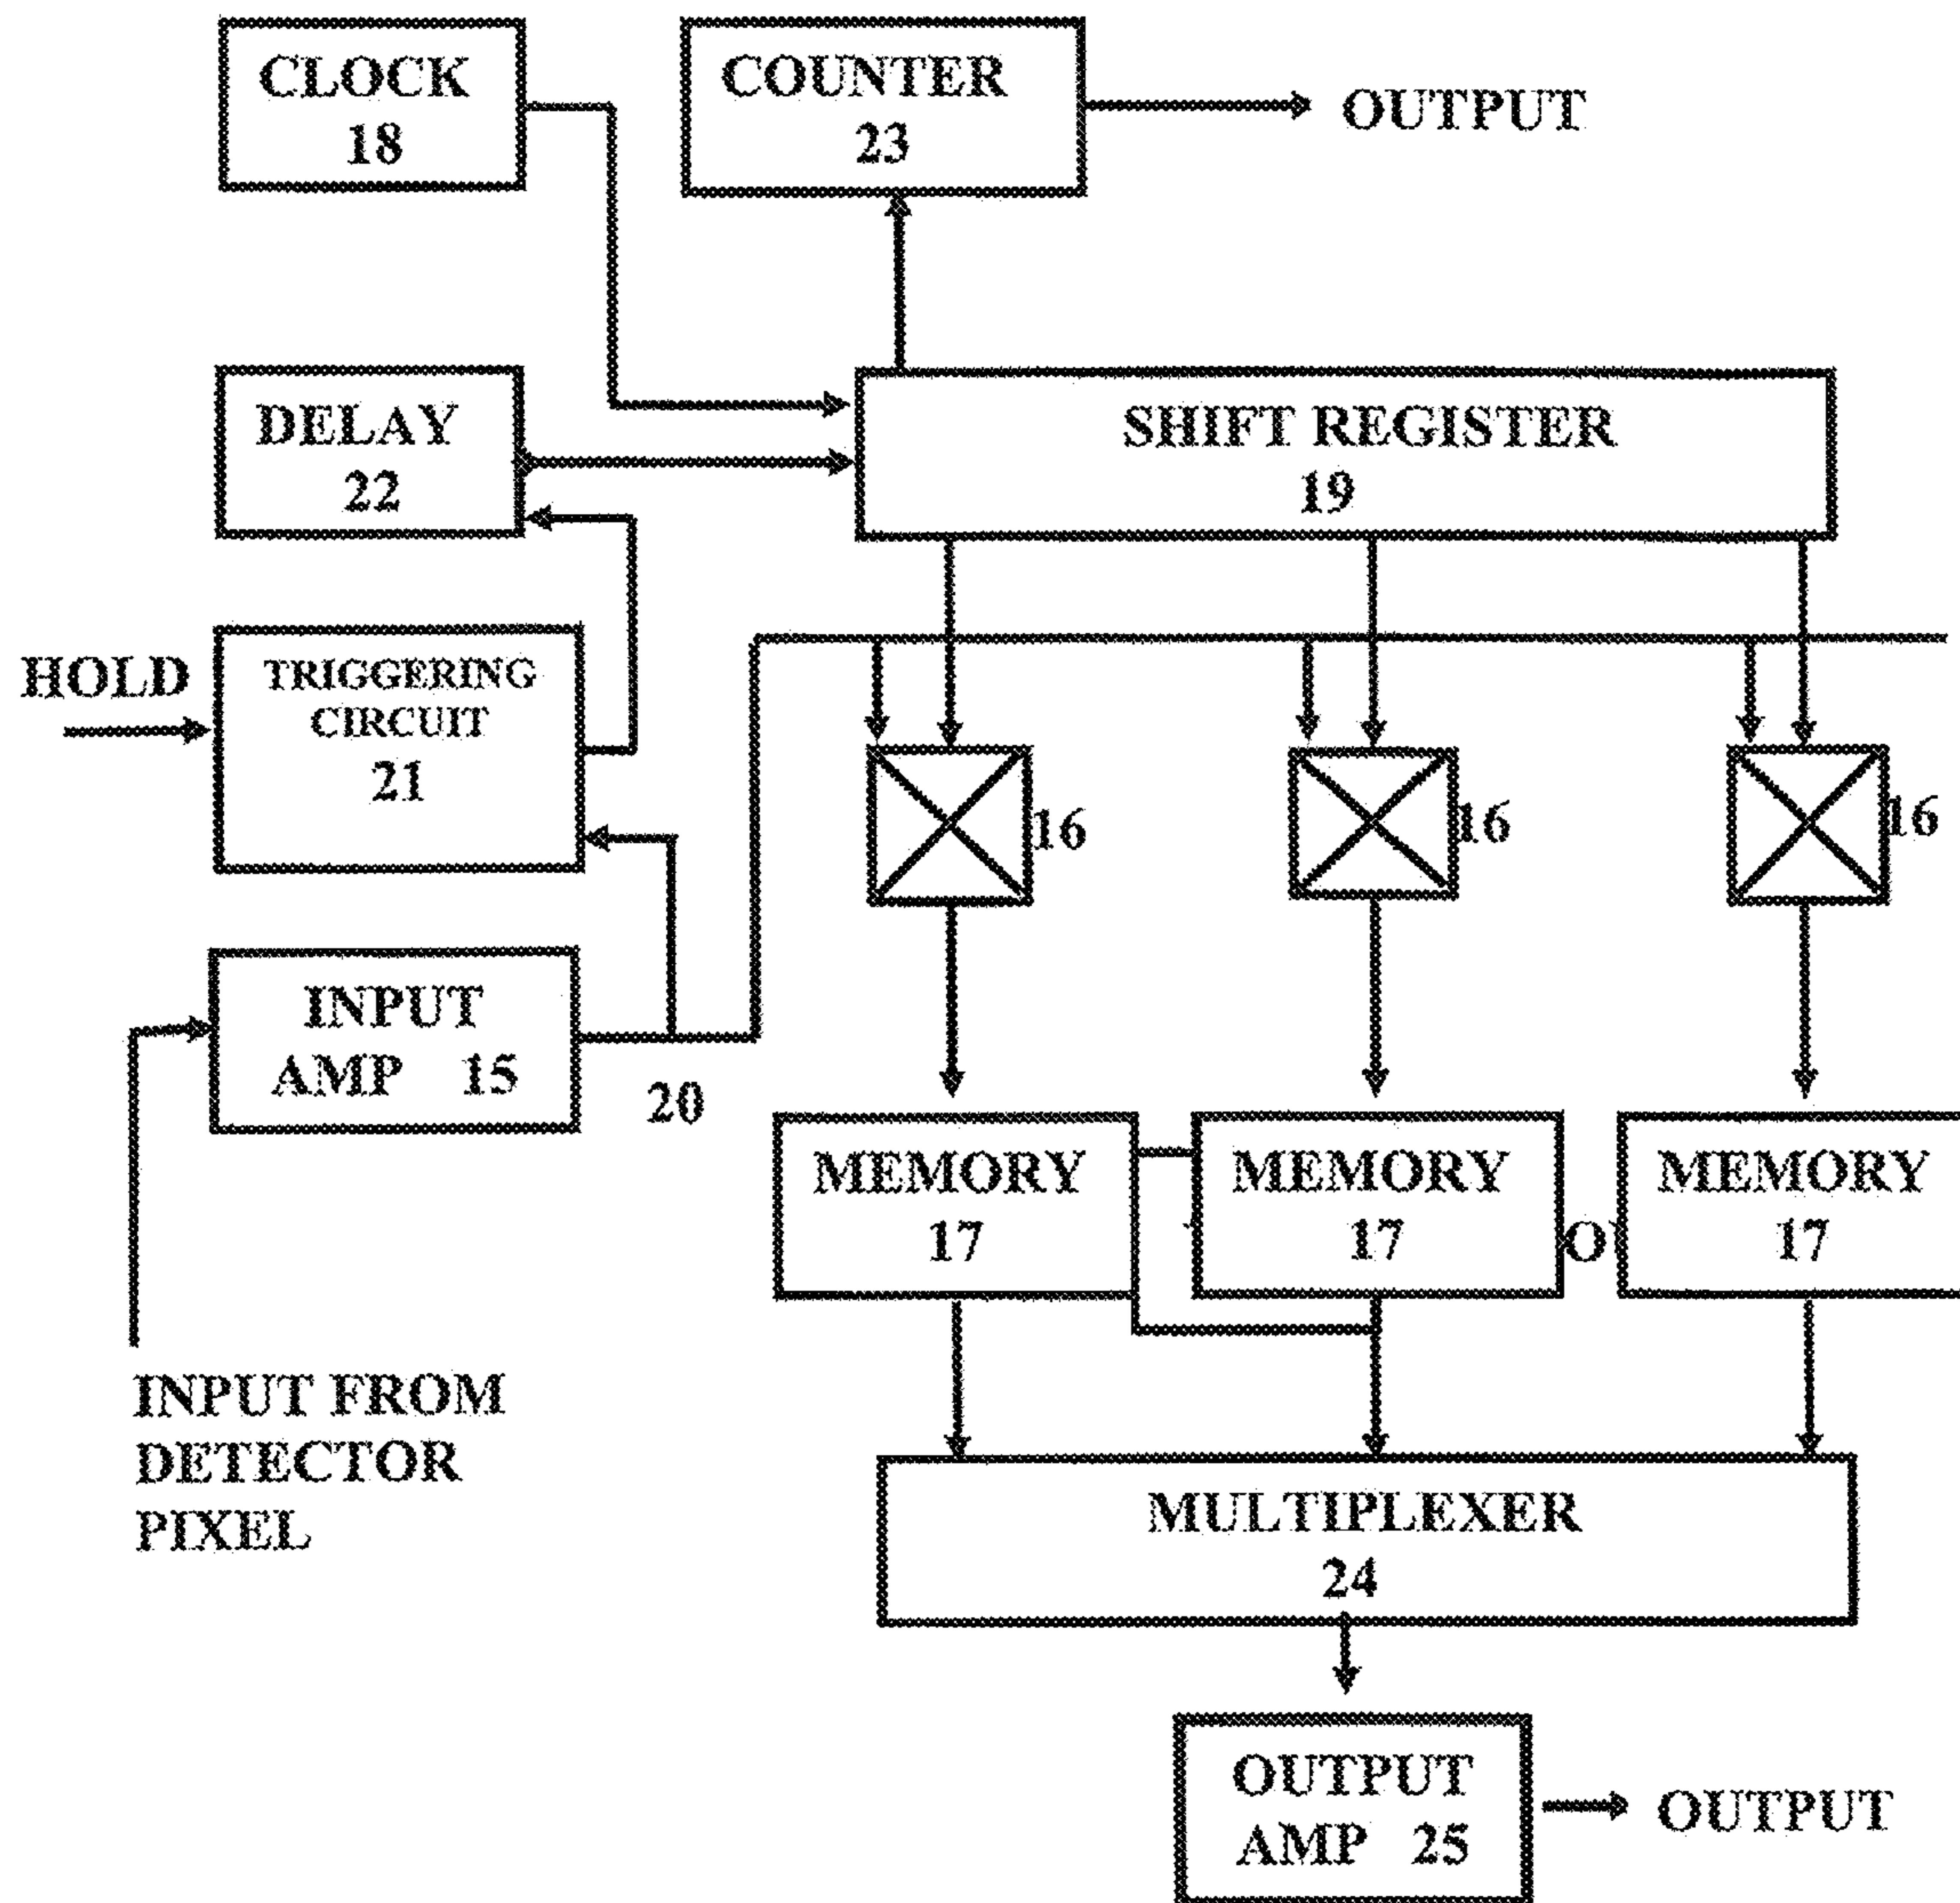 CLOCK
18
COUNTER
23
OUTPUT
DELAY
22
SHIFT REGISTER
19
HOLD
TRIGGERING
CIRCUIT
21
16
16
16
INPUT
AMP 15
20
MEMORY
17
MEMORY
17
O
MEMORY
17
INPUT FROM
DETECTOR
PIXEL
MULTIPLEXER
24
OUTPUT
AMP 25
OUTPUT